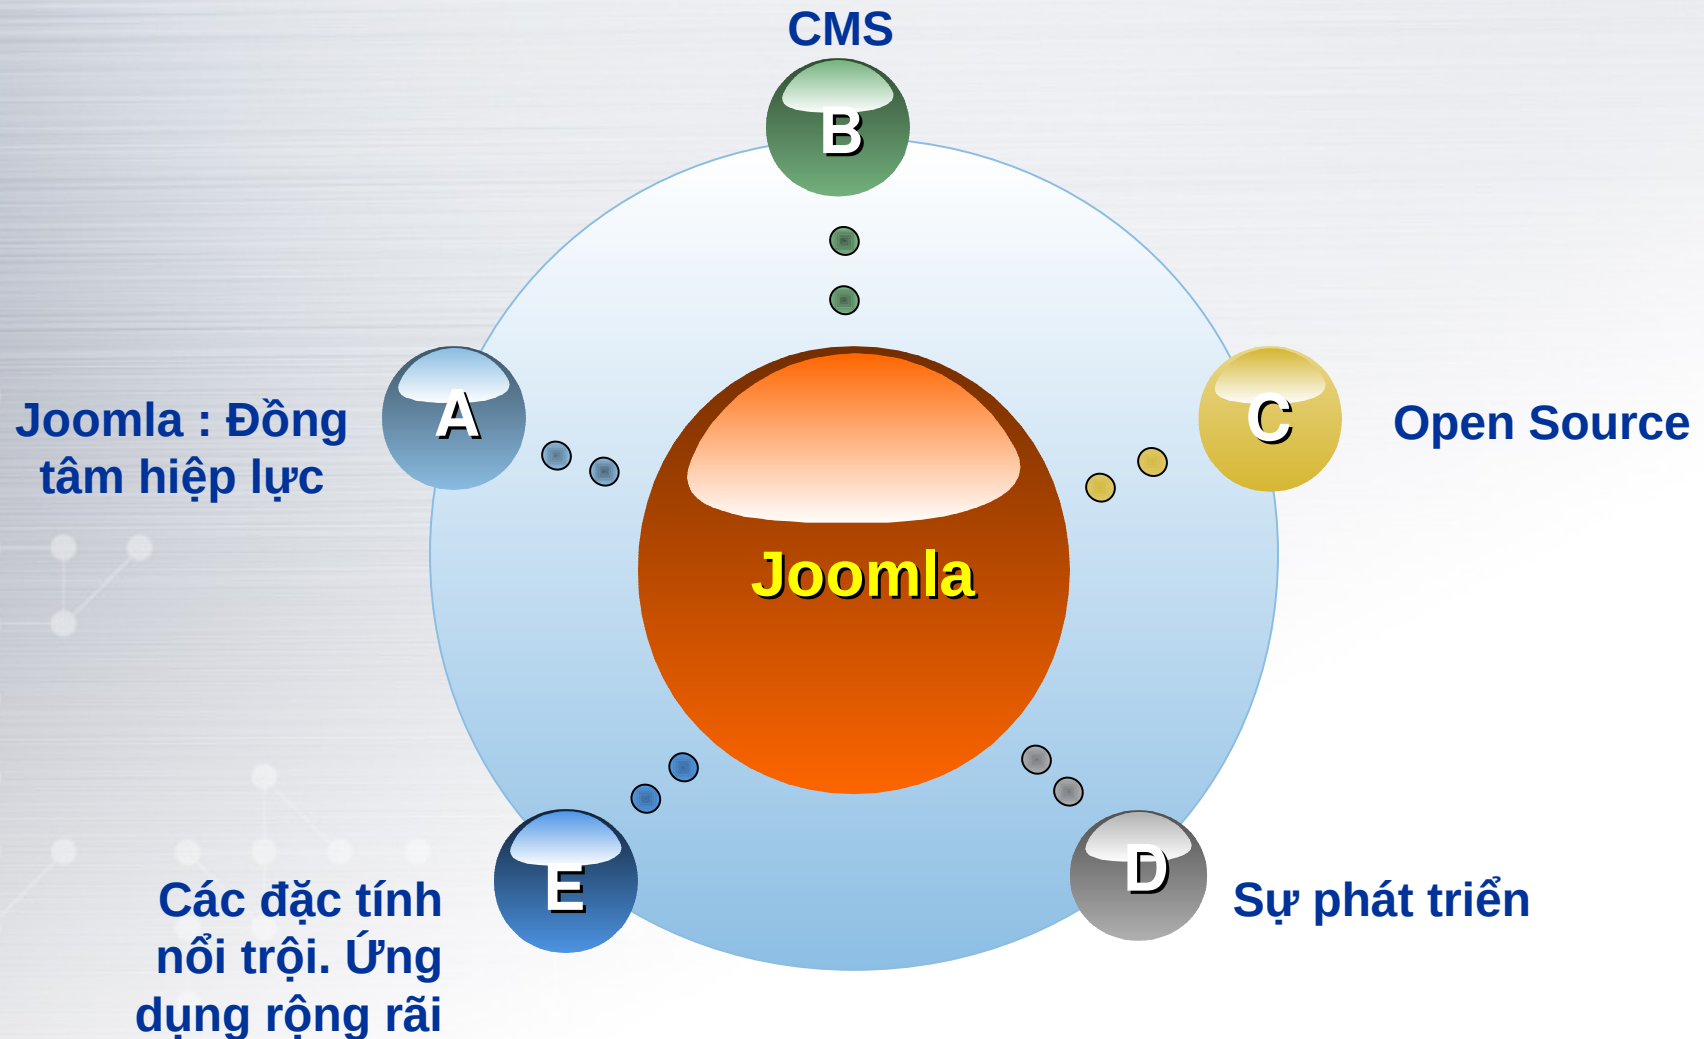 CMS
B
A
Joomla : Đồng
tâm hiệp lực
C
Open Source
Joomla
E
Các đặc tính
nổi trội. Ứng
dụng rộng rãi
D
Sự phát triển